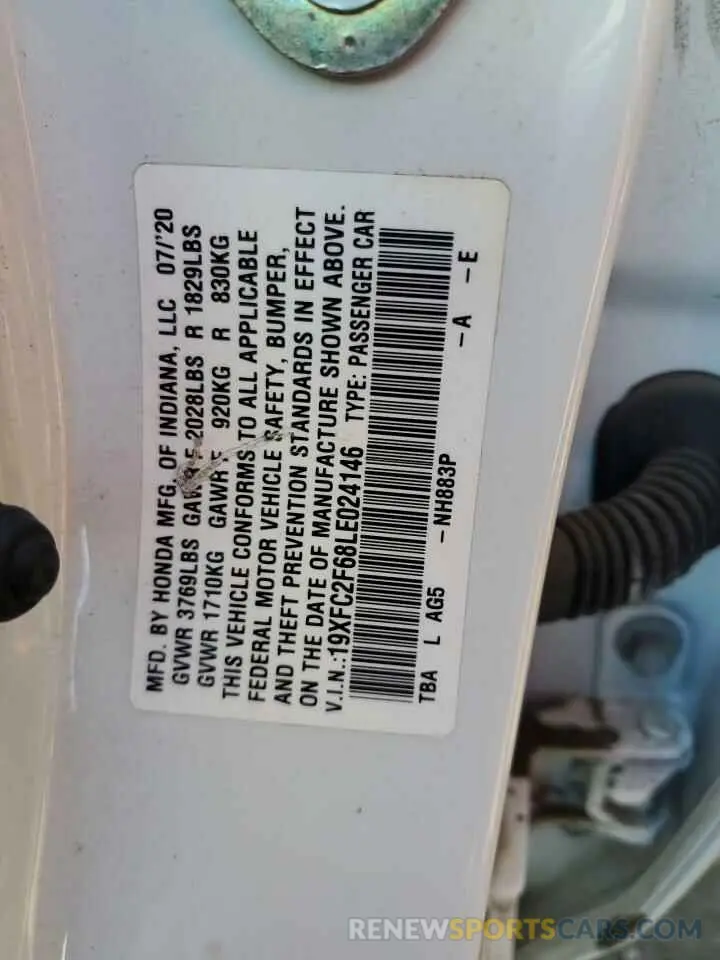 MFD. BY HONDA MFG. OF INDIANA, LLC 07/'20
GVWR 3769LBS GAWR F 2028LBS R 1829LBS
GVWR 1710KG GAWR F 920KG R 830KG
THIS VEHICLE CONFORMS TO ALL APPLICABLE
FEDERAL MOTOR VEHICLE SAFETY, BUMPER,
AND THEFT PREVENTION STANDARDS IN EFFECT
ON THE DATE OF MANUFACTURE SHOWN ABOVE.
V.I.N.:19XFC2F68LE024146 TYPE: PASSENGER CAR
TBA L AG5 -NH883P -A -E
RENEWSPORTSCARS.COM